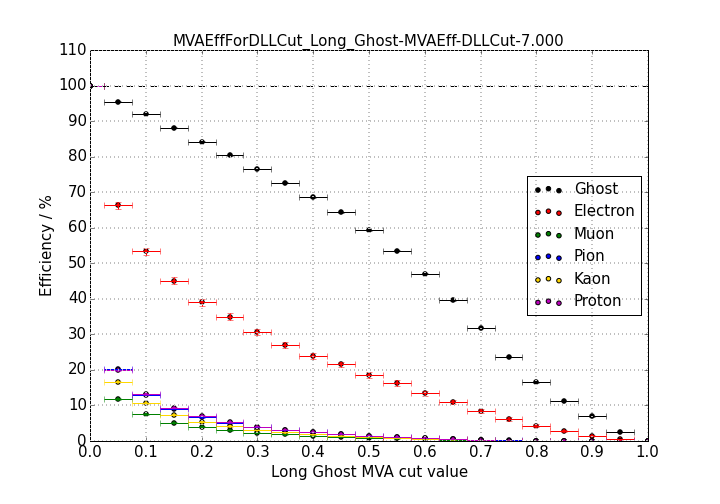 MVAEffForDLLCut_Long_Ghost-MVAEff-DLLCut-7.000
Efficiency / %
110
100
90
80
70
60
50
40
30
20
10
0
Ghost
Electron
Muon
Pion
Kaon
Proton
0.0 0.1 0.2 0.3 0.4 0.5 0.6 0.7 0.8 0.9 1.0
Long Ghost MVA cut value